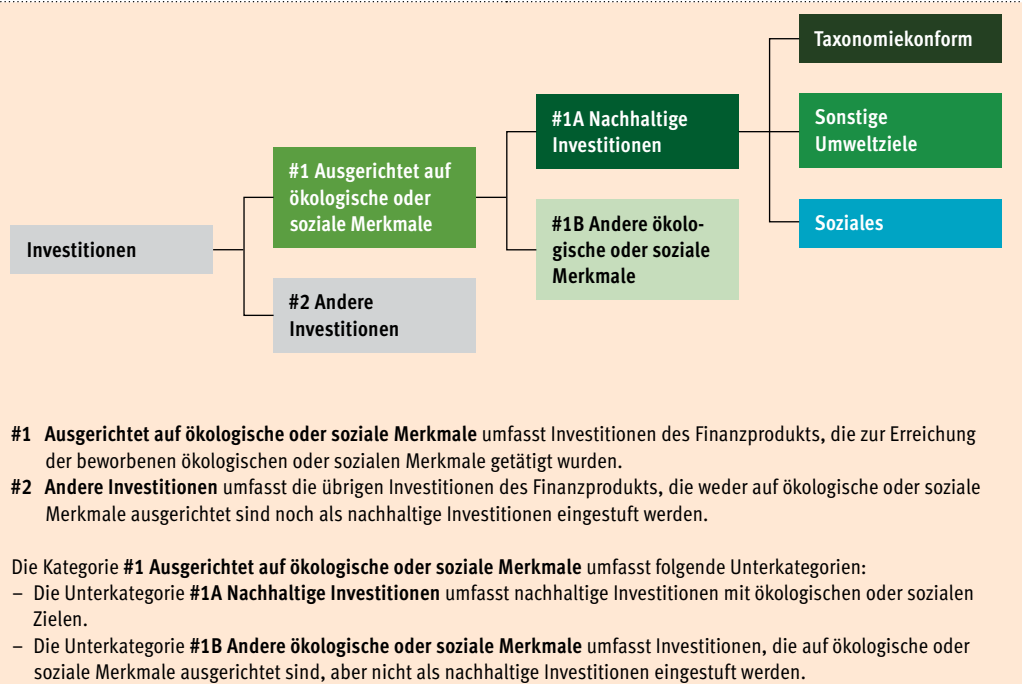 Taxonomiekonform
#1A Nachhaltige
Investitionen
Sonstige
Umweltziele
#1 Ausgerichtet auf
ökologische oder
soziale Merkmale
#1B Andere ökolo-
gische oder soziale
Merkmale
Soziales
Investitionen
#2 Andere
Investitionen
#1 Ausgerichtet auf ökologische oder soziale Merkmale umfasst Investitionen des Finanzprodukts, die zur Erreichung
der beworbenen ökologischen oder sozialen Merkmale getätigt wurden.
#2 Andere Investitionen umfasst die übrigen Investitionen des Finanzprodukts, die weder auf ökologische oder soziale
Merkmale ausgerichtet sind noch als nachhaltige Investitionen eingestuft werden.
Die Kategorie #1 Ausgerichtet auf ökologische oder soziale Merkmale umfasst folgende Unterkategorien:
– Die Unterkategorie #1A Nachhaltige Investitionen umfasst nachhaltige Investitionen mit ökologischen oder sozialen
Zielen.
– Die Unterkategorie #1B Andere ökologische oder soziale Merkmale umfasst Investitionen, die auf ökologische oder
soziale Merkmale ausgerichtet sind, aber nicht als nachhaltige Investitionen eingestuft werden.